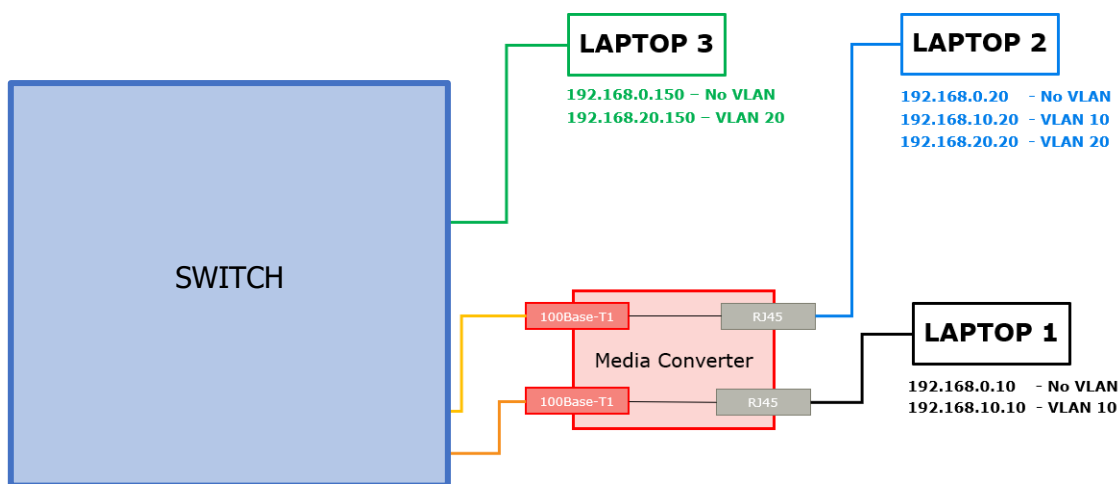 LAPTOP 3
192.168.0.150 – No VLAN
192.168.20.150 – VLAN 20
LAPTOP 2
192.168.0.20 - No VLAN
192.168.10.20 - VLAN 10
192.168.20.20 - VLAN 20
SWITCH
100Base-T1
RJ45
Media Converter
100Base-T1
RJ45
LAPTOP 1
192.168.0.10 - No VLAN
192.168.10.10 - VLAN 10